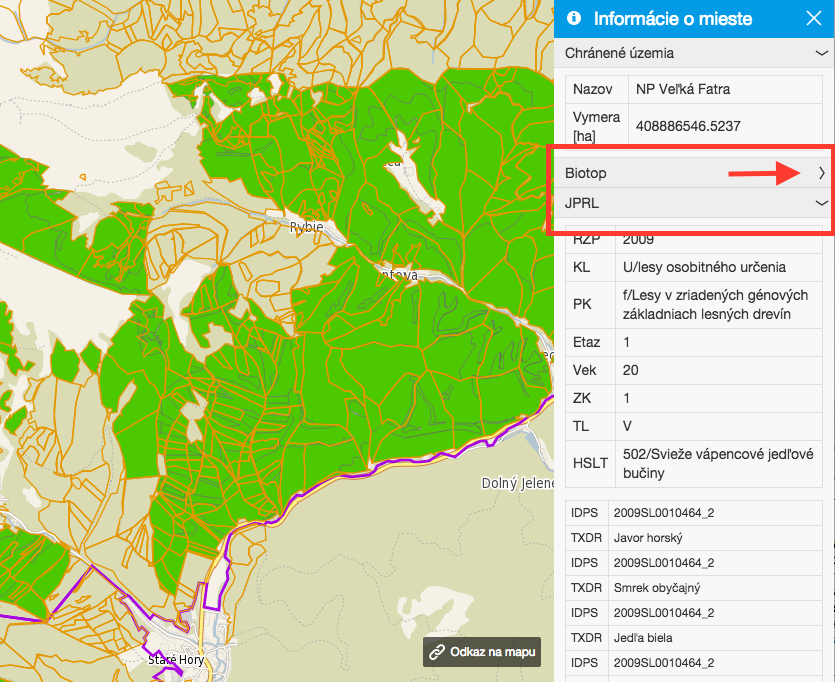 Informácie o mieste
Chránené územia
Nazov NP Veľká Fatra
Vymera
[ha] 408886546.5237
Biotop
JPRL
RZP 2009
KL U/lesy osobitného určenia
PK f/Lesy v zriadených génových
základniach lesných drevín
Etaz 1
Vek 20
ZK 1
TL V
HSLT 502/Svieže vápencové jedľové
bučiny
IDPS 2009SL0010464_2
TXDR Javor horský
IDPS 2009SL0010464_2
TXDR Smrek obyčajný
IDPS 2009SL0010464_2
TXDR Jedľa biela
IDPS 2009SL0010464_2
Rybie
Dolný Jelene
Staré Hory
Odkaz na mapu